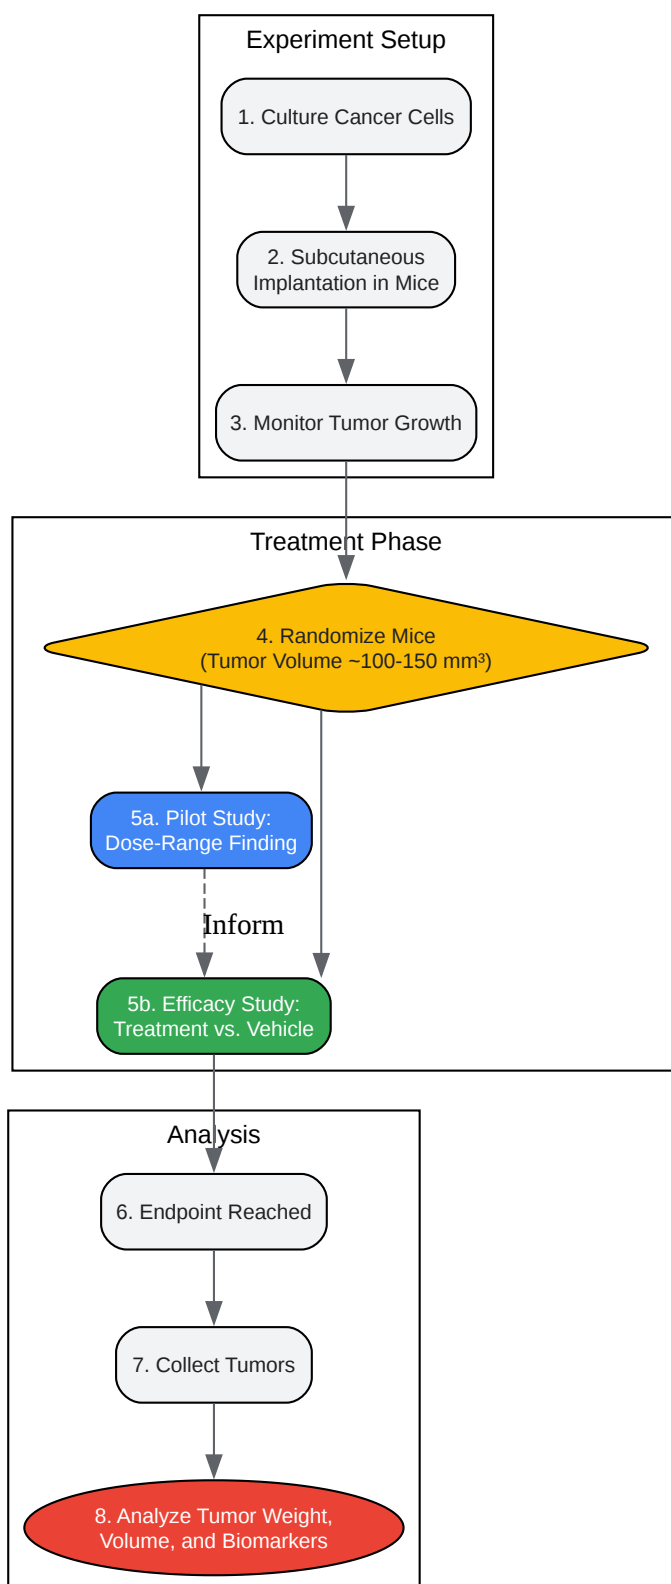 Experiment Setup
1. Culture Cancer Cells
2. Subcutaneous
Implantation in Mice
3. Monitor Tumor Growth
Treatment Phase
4. Randomize Mice
(Tumor Volume ~100-150 mm³)
5a. Pilot Study:
Dose-Range Finding
Inform
5b. Efficacy Study:
Treatment vs. Vehicle
Analysis
6. Endpoint Reached
7. Collect Tumors
8. Analyze Tumor Weight,
Volume, and Biomarkers